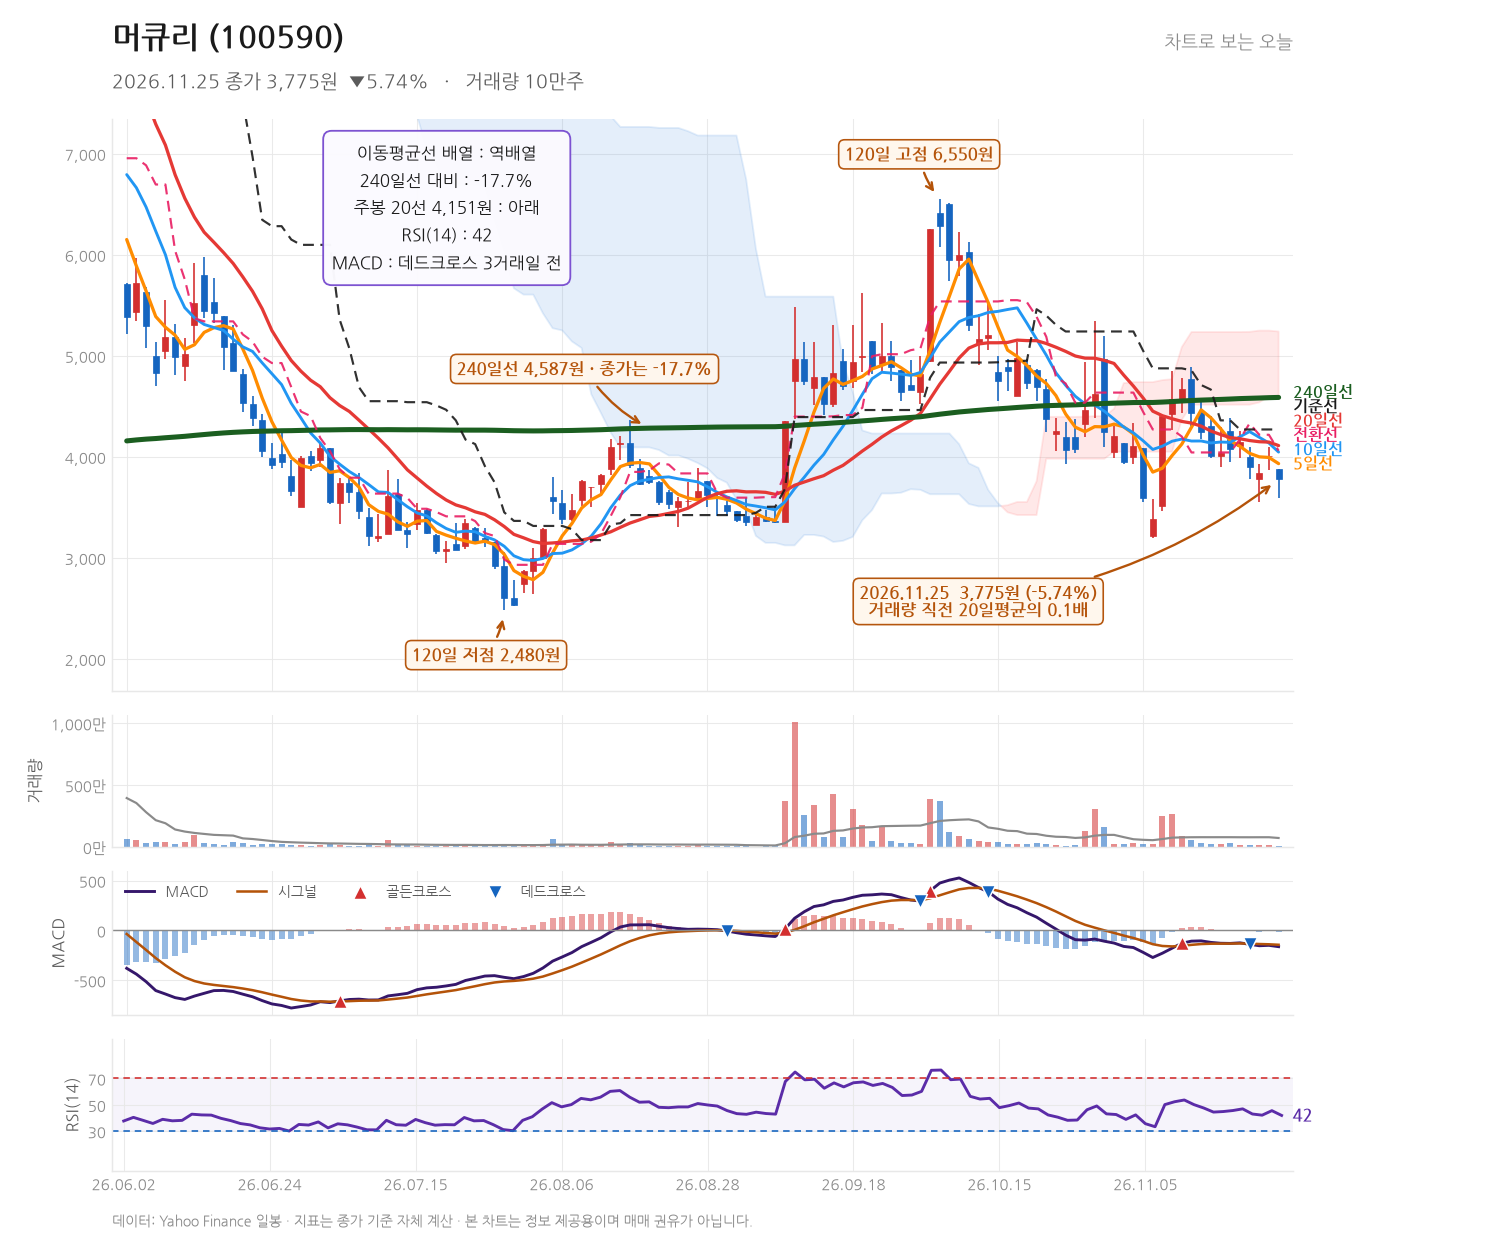 머큐리 (100590)
차트로 보는 오늘
2026.11.25 종가 3,775원 ▼5.74% · 거래량 10만주
7,000
6,000
5,000
4,000
3,000
2,000
이동평균선 배열 : 역배열
240일선 대비 : -17.7%
주봉 20선 4,151원 : 아래
RSI(14) : 42
MACD : 데드크로스 3거래일 전
120일 고점 6,550원
240일선 4,587원 · 종가는 -17.7%
120일 저점 2,480원
2026.11.25 3,775원 (-5.74%)
거래량 직전 20일평균의 0.1배
240일선
기준선
20일선
전환선
10일선
5일선
거래량
1,000만
500만
0만
MACD
500
0
-500
MACD
시그널
골든크로스
데드크로스
RSI(14)
70
50
30
42
26.06.02
26.06.24
26.07.15
26.08.06
26.08.28
26.09.18
26.10.15
26.11.05
데이터: Yahoo Finance 일봉 · 지표는 종가 기준 자체 계산 · 본 차트는 정보 제공용이며 매매 권유가 아닙니다.